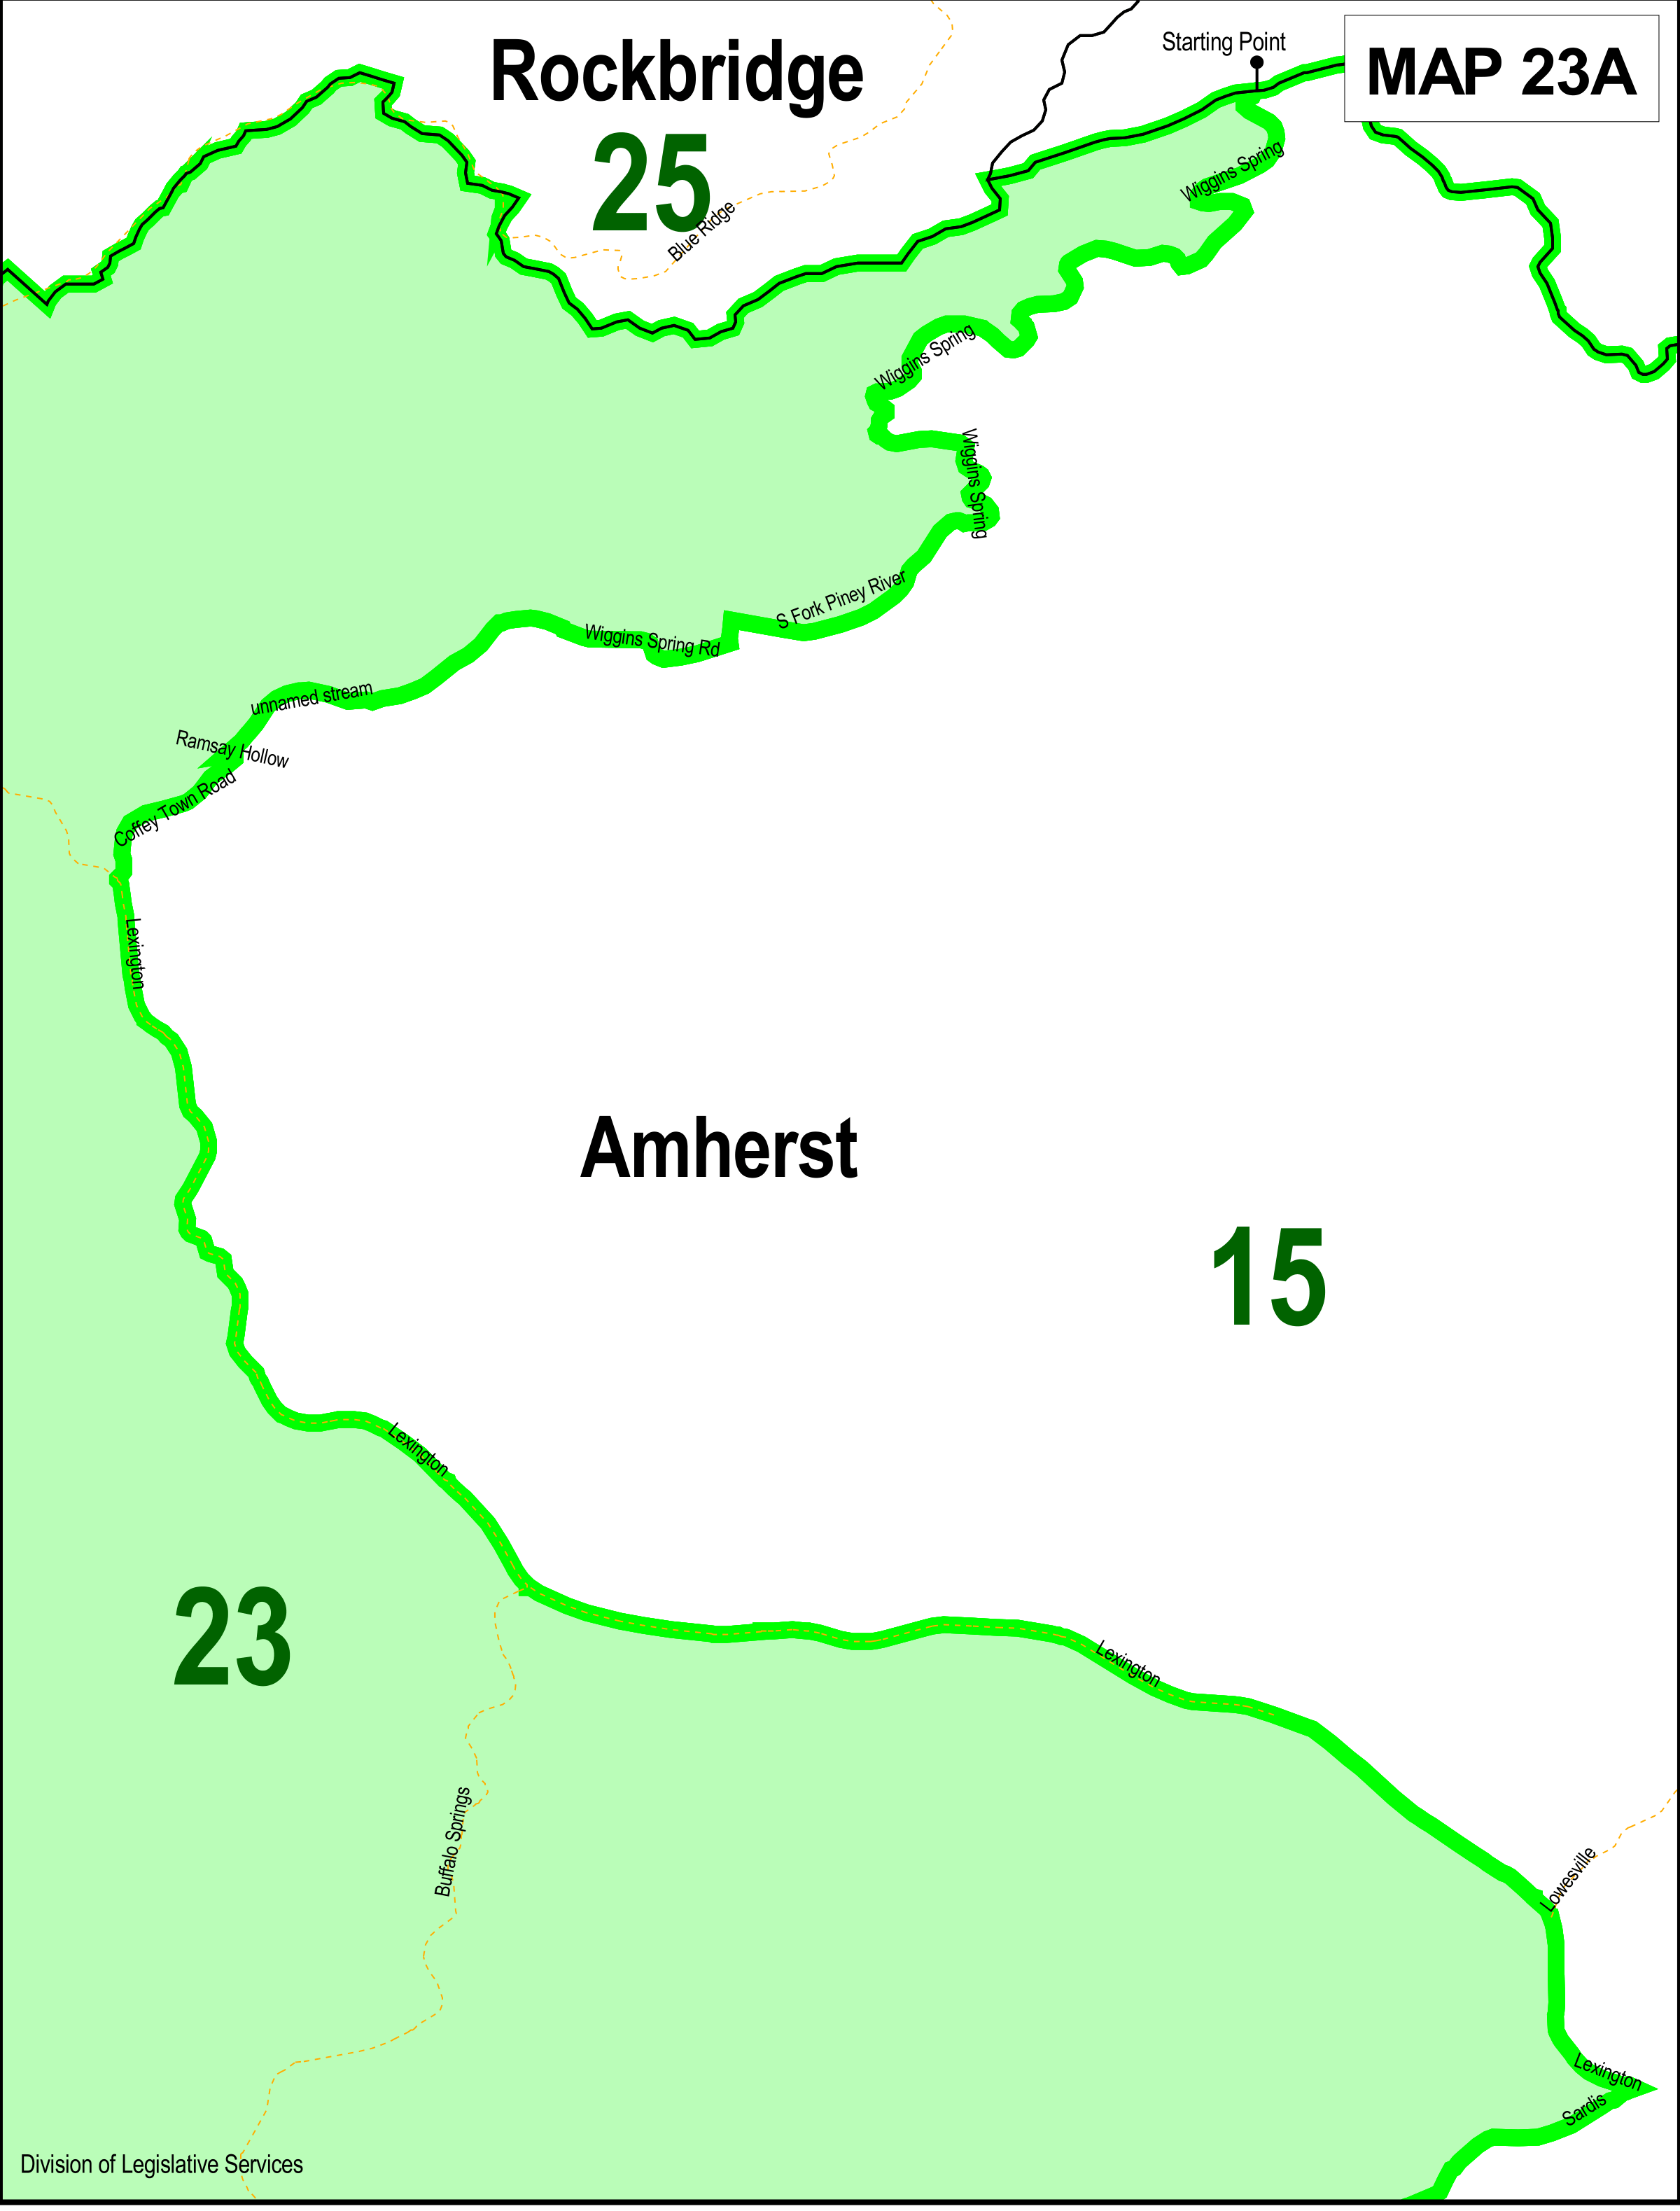 Starting Point
MAP 23A
Rockbridge
25
Blue Ridge
Wiggins Spring
Wiggins Spring
Wiggins Spring
S Fork Piney River
Wiggins Spring Rd
unnamed stream
Ramsay Hollow
Coffey Town Road
Lexington
Amherst
15
Lexington
23
Lexington
Buffalo Springs
Lowesville
Lexington
Sardis
Division of Legislative Services